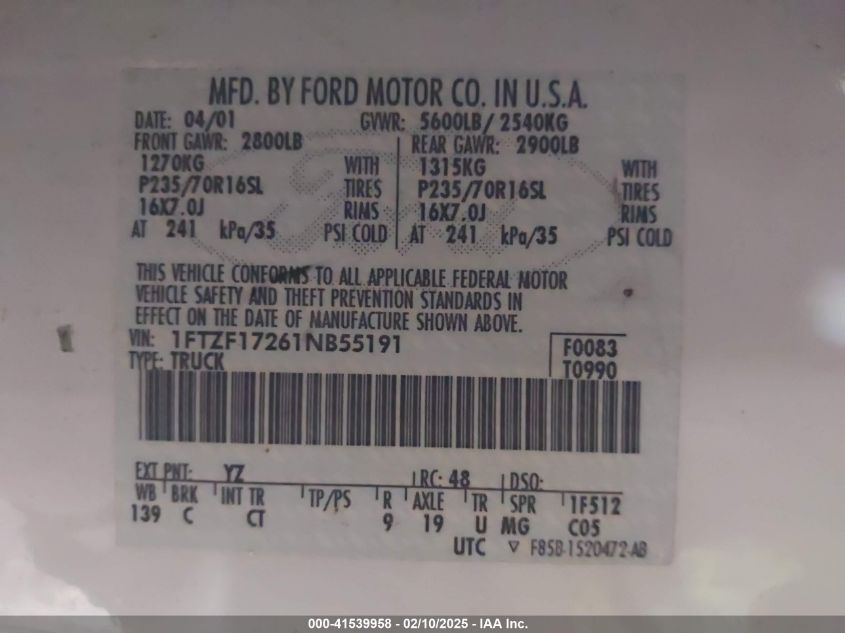 MFD. BY FORD MOTOR CO. IN U.S.A.
DATE: 04/01 GVWR: 5600LB/ 2540KG
FRONT GAWR: 2800LB REAR GAWR: 2900LB
1270KG WITH 1315KG WITH
P235/70R16SL TIRES P235/70R16SL TIRES
16X7.0J RIMS 16X7.0J RIMS
AT 241 kPa/35 PSI COLD AT 241 kPa/35 PSI COLD
THIS VEHICLE CONFORMS TO ALL APPLICABLE FEDERAL MOTOR
VEHICLE SAFETY AND THEFT PREVENTION STANDARDS IN
EFFECT ON THE DATE OF MANUFACTURE SHOWN ABOVE.
VIN: 1FTZF17261NB55191 F0083
TYPE: TRUCK T0990
EXT PNT: YZ RC: 48 DSO:
WB BRK INT TR TP/PS R AXLE TR SPR 1F512
139 C CT 9 19 U MG C05
UTC ▽ F85B-1520472-AB
000-41539958 - 02/10/2025 - IAA Inc.